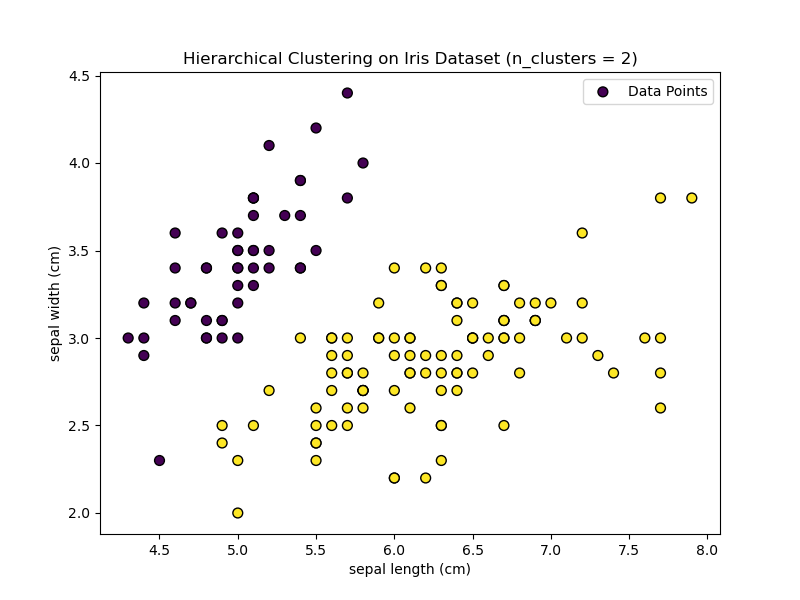 Hierarchical Clustering on Iris Dataset (n_clusters = 2)
Data Points
sepal width (cm)
4.5
4.0
3.5
3.0
2.5
2.0
4.5 5.0 5.5 6.0 6.5 7.0 7.5 8.0
sepal length (cm)